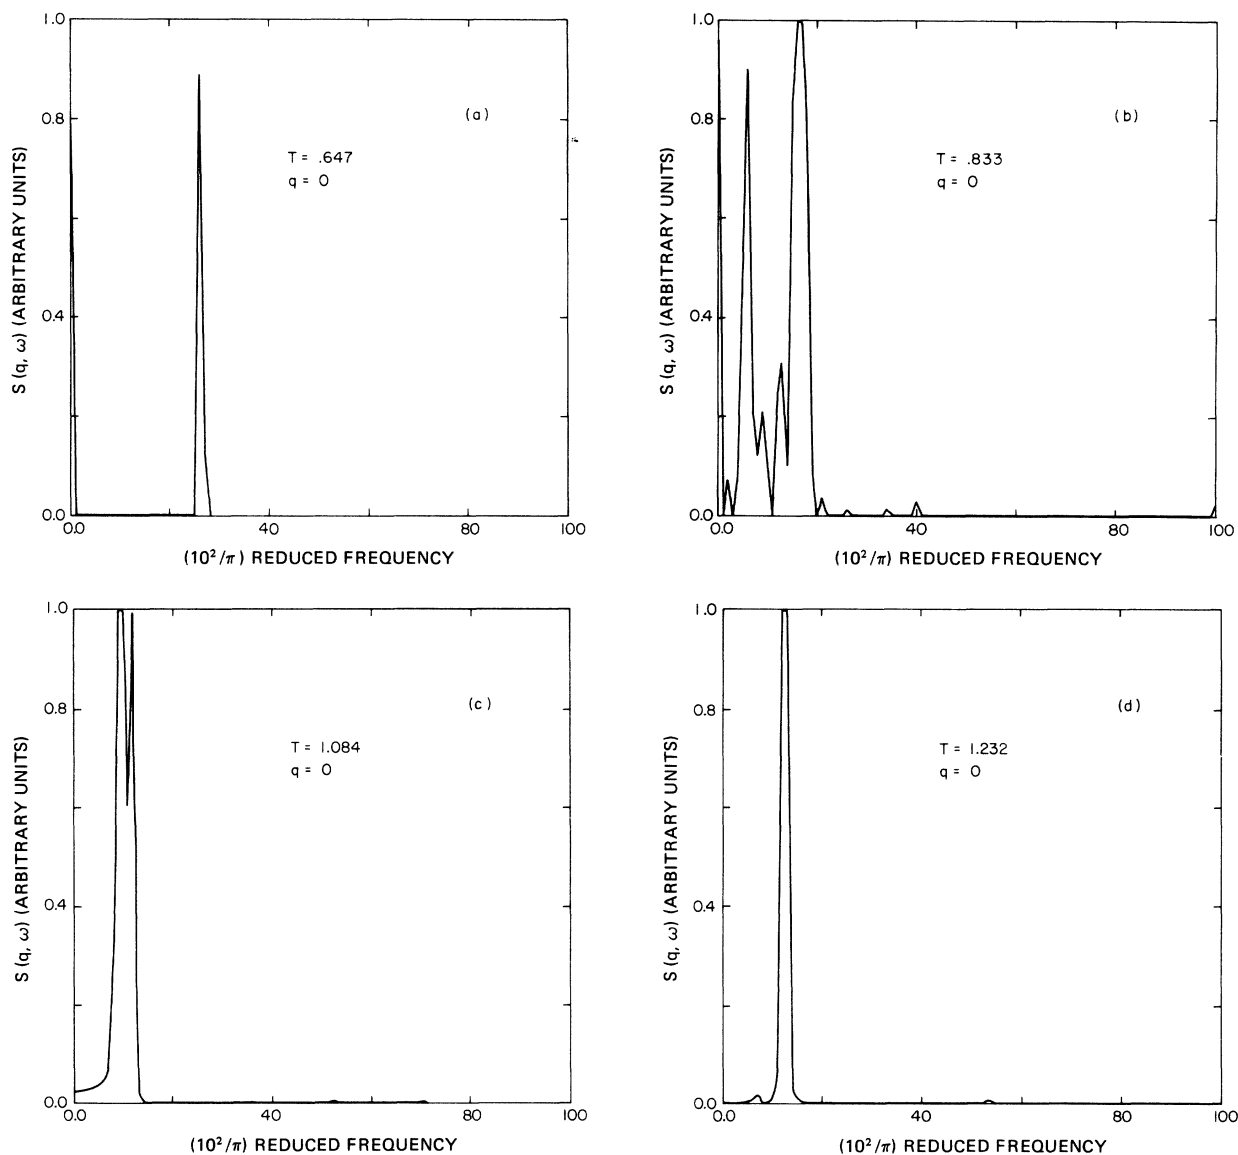 1.0
0.8
0.4
0.0
S (q, ω) (ARBITRARY UNITS)
(a)
T = .647
q = 0
0.0 40 80 100
(10²/π) REDUCED FREQUENCY
1.0
0.8
0.4
0.0
S (q, ω) (ARBITRARY UNITS)
(b)
T = .833
q = 0
0.0 40 80 100
(10²/π) REDUCED FREQUENCY
1.0
0.8
0.4
0.0
S (q, ω) (ARBITRARY UNITS)
(c)
T = 1.084
q = 0
0.0 40 80 100
(10²/π) REDUCED FREQUENCY
1.0
0.8
0.4
0.0
S (q, ω) (ARBITRARY UNITS)
(d)
T = 1.232
q = 0
0.0 40 80 100
(10²/π) REDUCED FREQUENCY